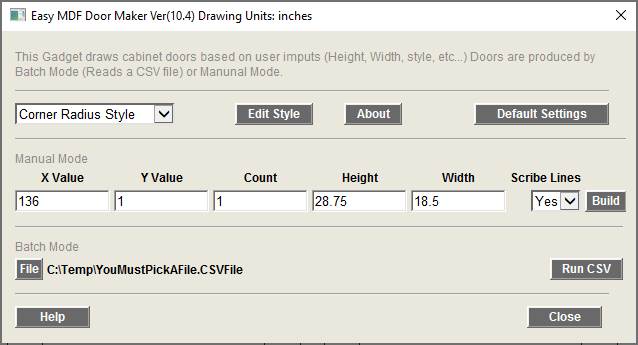 Easy MDF Door Maker Ver(10.4) Drawing Units: inches
This Gadget draws cabinet doors based on user imputs (Height, Width, style, etc...) Doors are produced by
Batch Mode (Reads a CSV file) or Manunal Mode.
Corner Radius Style Edit Style About Default Settings
Manual Mode
X Value Y Value Count Height Width Scribe Lines
136 1 1 28.75 18.5 Yes Build
Batch Mode
File C:\Temp\YouMustPickAFile.CSVFile Run CSV
Help Close